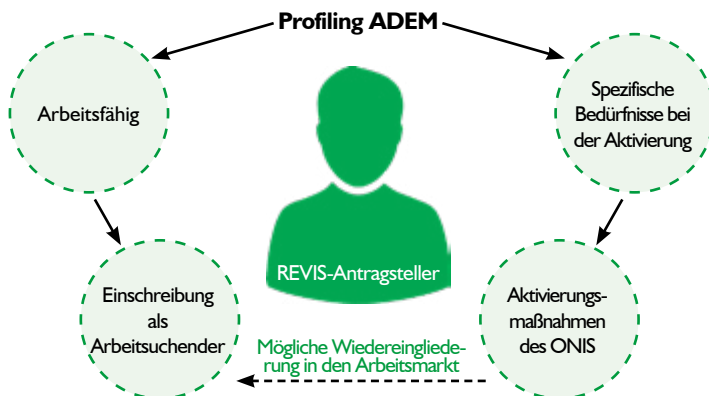 Profiling ADEM
Arbeitsfähig
Spezifische
Bedürfnisse bei
der Aktivierung
REVIS-Antragsteller
Einschreibung
als
Arbeitsuchender
Aktivierungs-
maßnahmen
des ONIS
Mögliche Wiedereingliede-
rung in den Arbeitsmarkt